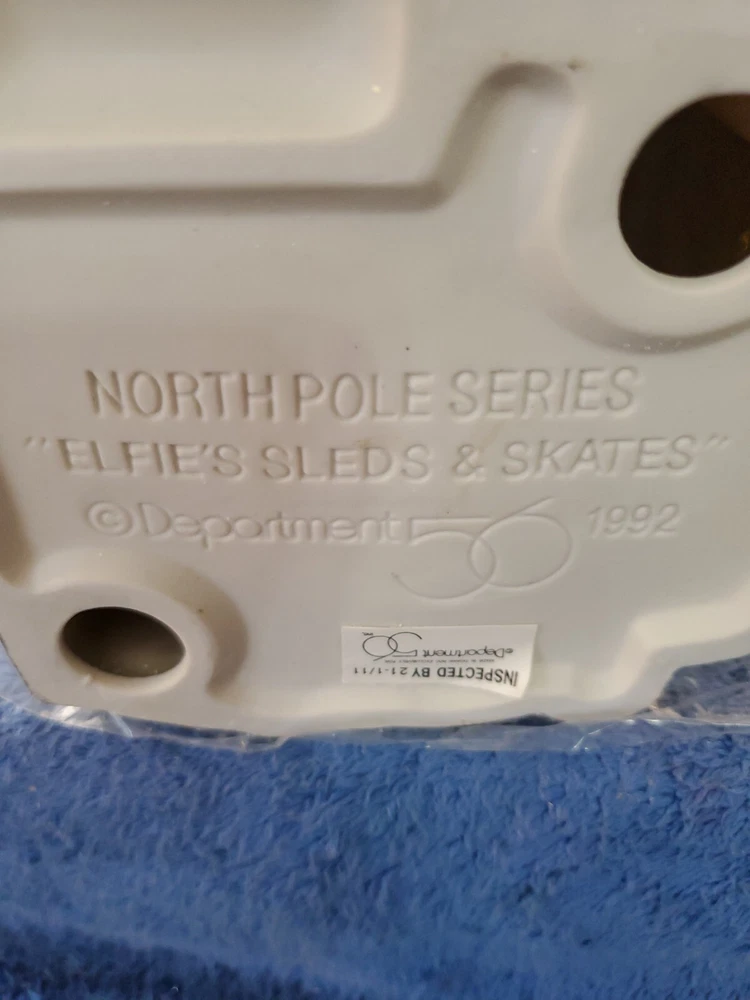 NORTH POLE SERIES
"ELFIE'S SLEDS & SKATES"
©Department 56 1992
INSPECTED BY 21-1/11
Department 56